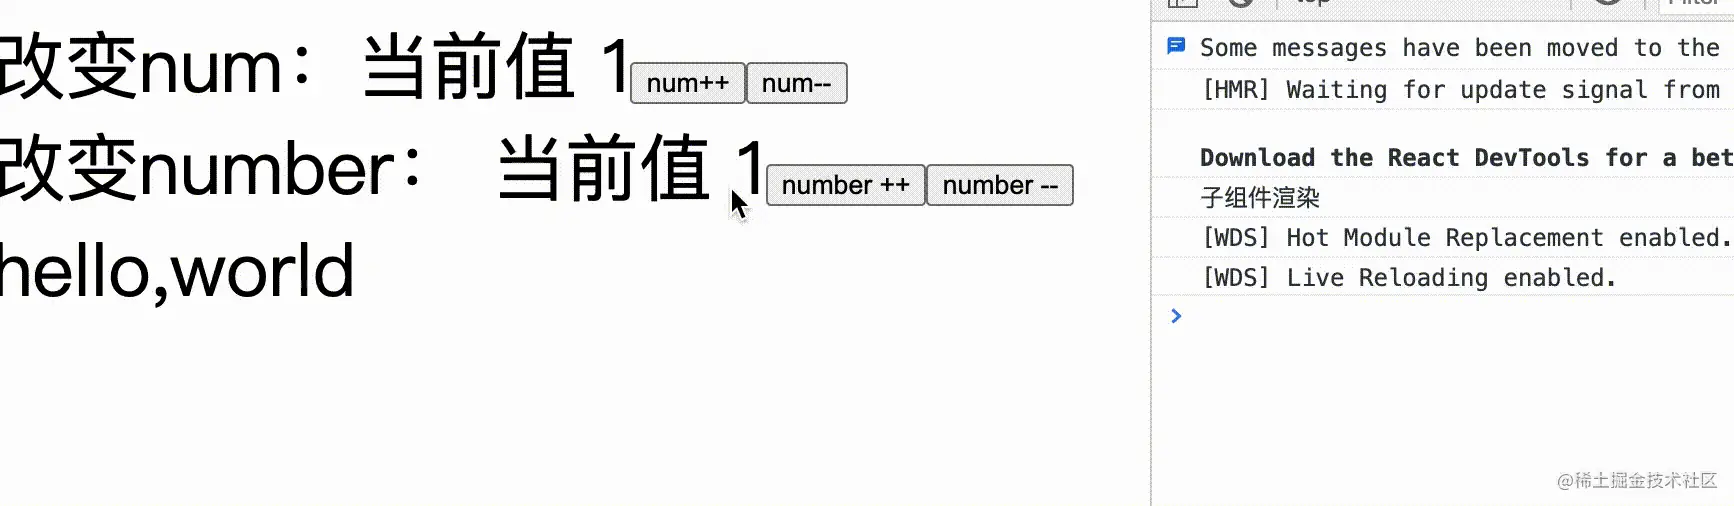 改变num：当前值 1 num++ num--
改变number： 当前值 1 number ++ number --
hello,world
top
Filter
Some messages have been moved to the
[HMR] Waiting for update signal from
Download the React DevTools for a bet
子组件渲染
[WDS] Hot Module Replacement enabled.
[WDS] Live Reloading enabled.
@稀土掘金技术社区